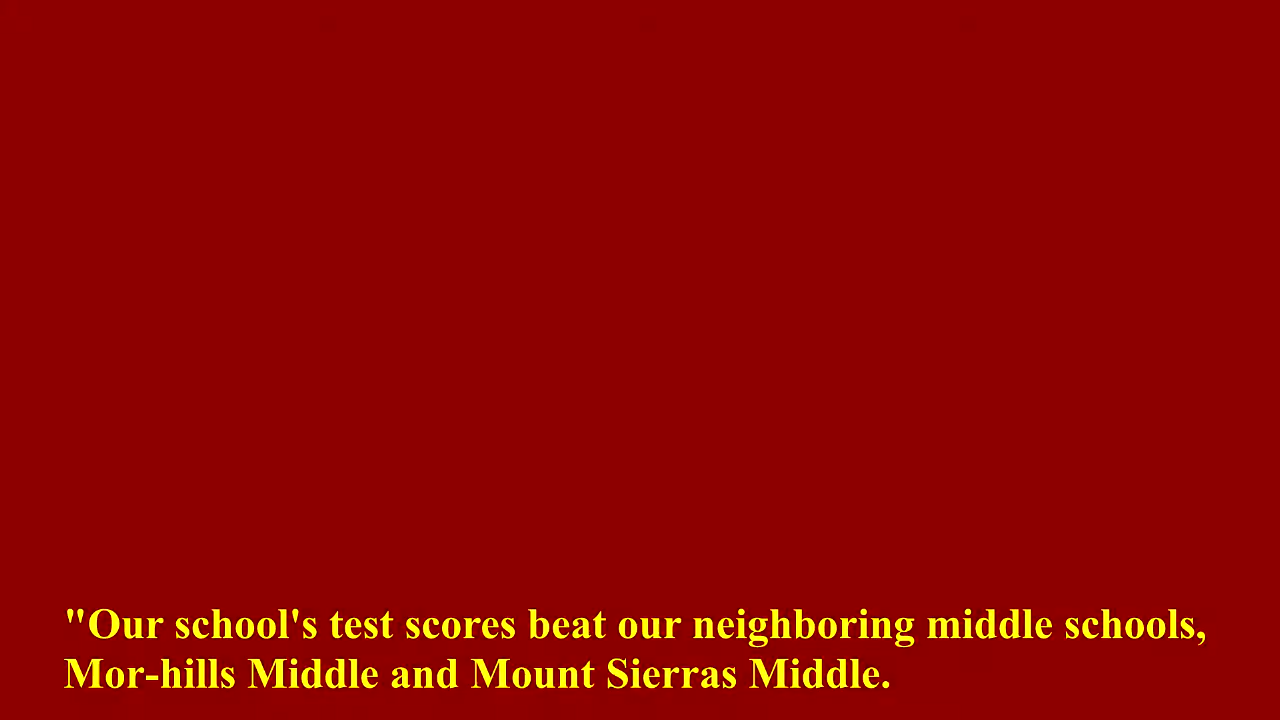 "Our school's test scores beat our neighboring middle schools,
Mor-hills Middle and Mount Sierras Middle.